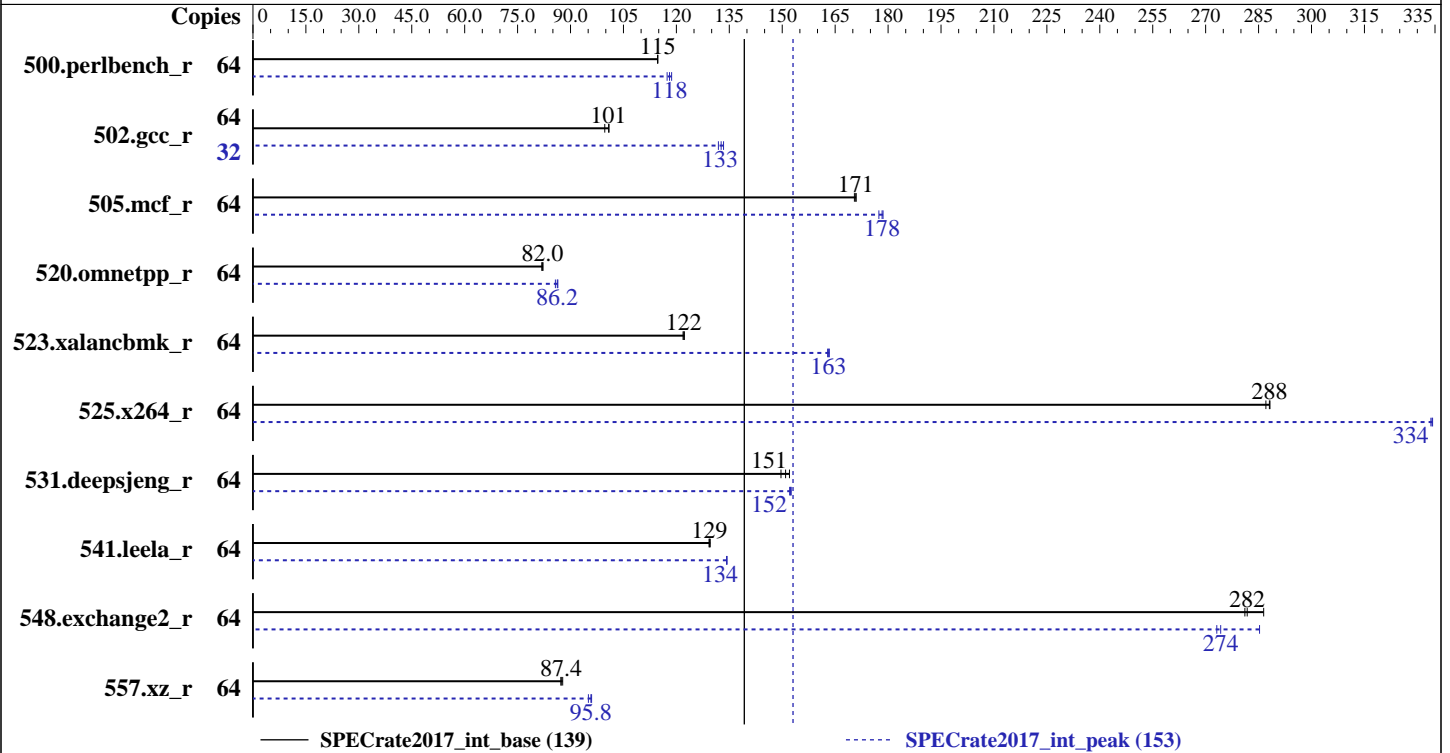 Copies 0 15.0 30.0 45.0 60.0 75.0 90.0 105 120 135 150 163 180 195 210 225 240 255 270 285 300 315 335
115
500.perlbench_r 64
118
64 101
502.gcc_r
32 133
171
505.mcf_r 64
178
82.0
520.omnetpp_r 64
86.2
122
523.xalancbmk_r 64
163
288
525.x264_r 64
334
151
531.deepsjeng_r 64
152
129
541.leela_r 64
134
282
548.exchange2_r 64
274
87.4
557.xz_r 64
95.8
SPECrate2017_int_base (139) SPECrate2017_int_peak (153)